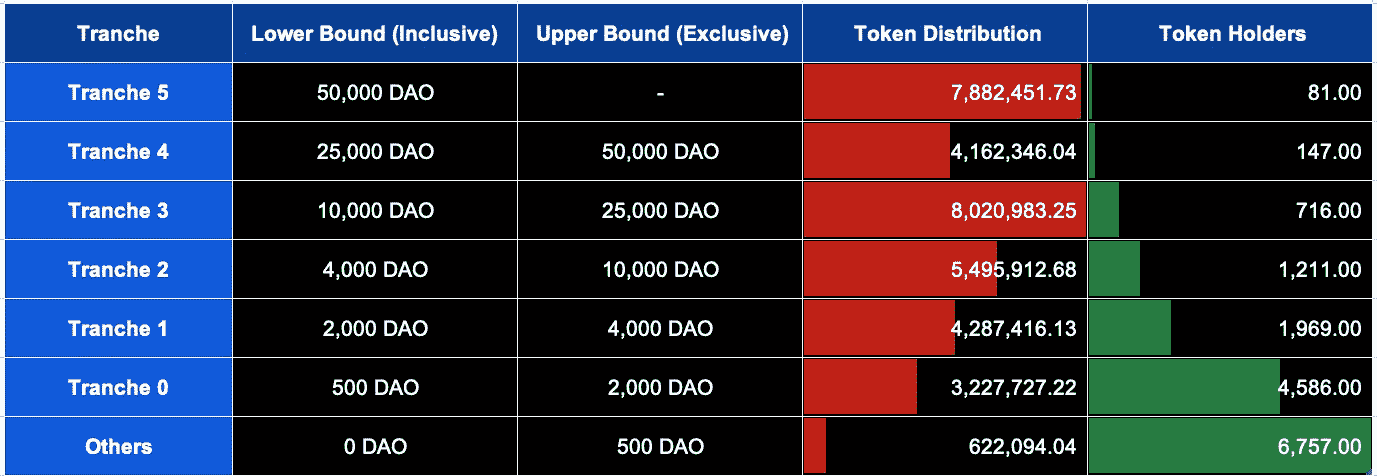 Tranche Lower Bound (Inclusive) Upper Bound (Exclusive) Token Distribution Token Holders
Tranche 5 50,000 DAO - 7,882,451.73 81.00
Tranche 4 25,000 DAO 50,000 DAO 4,162,346.04 147.00
Tranche 3 10,000 DAO 25,000 DAO 8,020,983.25 716.00
Tranche 2 4,000 DAO 10,000 DAO 5,495,912.68 1,211.00
Tranche 1 2,000 DAO 4,000 DAO 4,287,416.13 1,969.00
Tranche 0 500 DAO 2,000 DAO 3,227,727.22 4,586.00
Others 0 DAO 500 DAO 622,094.04 6,757.00